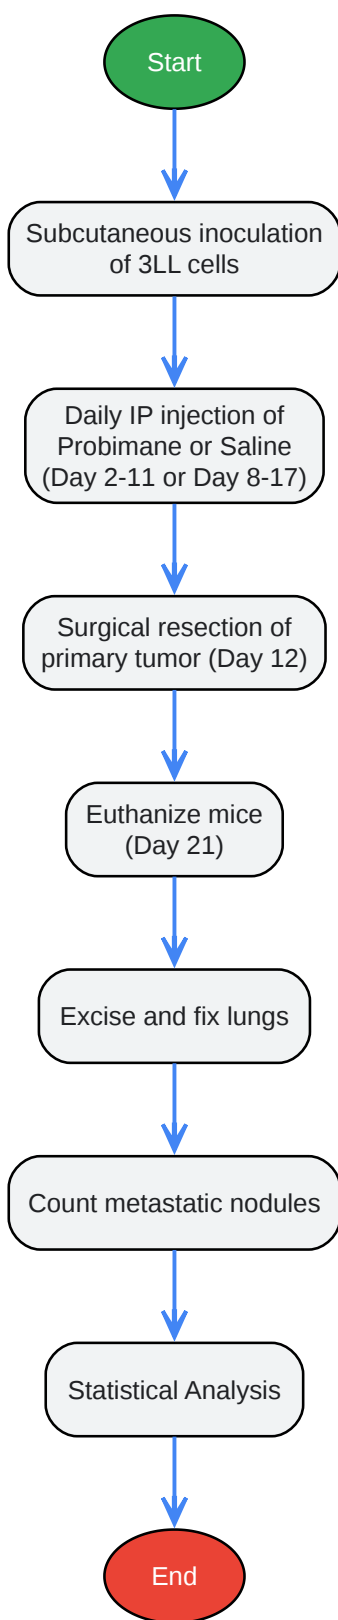 Start
Subcutaneous inoculation
of 3LL cells
Daily IP injection of
Probimane or Saline
(Day 2-11 or Day 8-17)
Surgical resection of
primary tumor (Day 12)
Euthanize mice
(Day 21)
Excise and fix lungs
Count metastatic nodules
Statistical Analysis
End